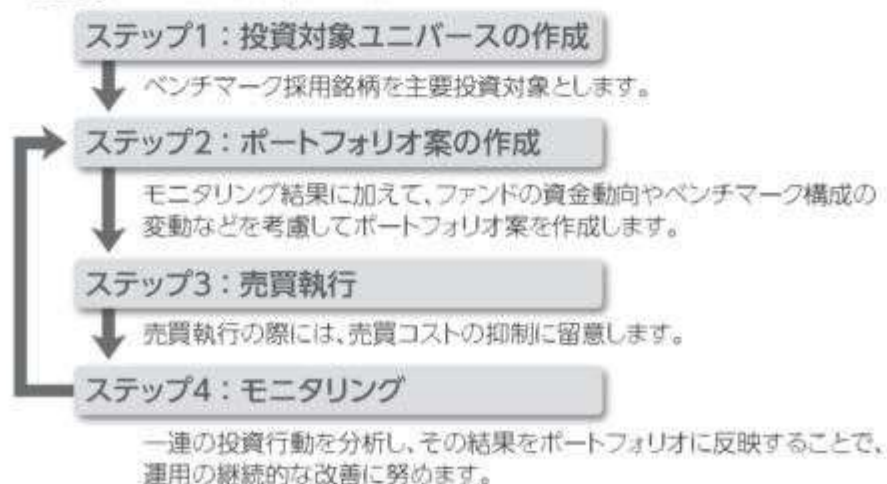 ステップ1：投資対象ユニバースの作成
ベンチマーク採用銘柄を主要投資対象とします。
ステップ2：ポートフォリオ案の作成
モニタリング結果に加えて、ファンドの資金動向やベンチマーク構成の
変動などを考慮してポートフォリオ案を作成します。
ステップ3：売買執行
売買執行の際には、売買コストの抑制に留意します。
ステップ4：モニタリング
一連の投資行動を分析し、その結果をポートフォリオに反映することで、
運用の継続的な改善に努めます。